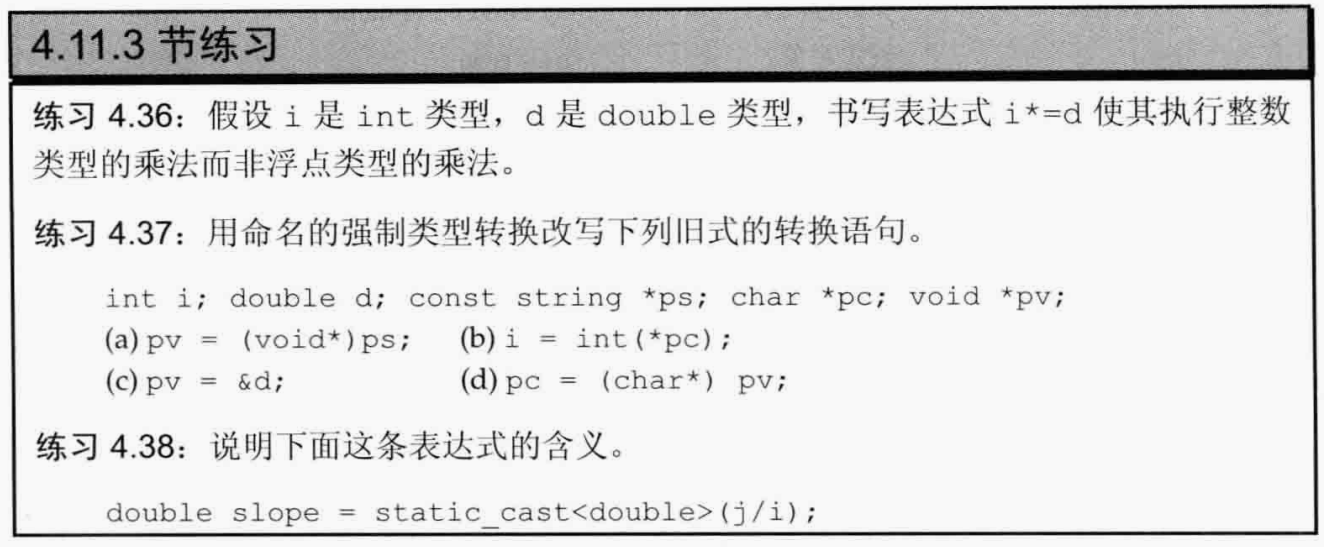 4.11.3 节练习
练习 4.36：假设 i 是 int 类型，d 是 double 类型，书写表达式 i*=d 使其执行整数
类型的乘法而非浮点类型的乘法。
练习 4.37：用命名的强制类型转换改写下列旧式的转换语句。
int i; double d; const string *ps; char *pc; void *pv;
(a) pv = (void*)ps; (b) i = int(*pc);
(c) pv = &d; (d) pc = (char*) pv;
练习 4.38：说明下面这条表达式的含义。
double slope = static_cast<double>(j/i);